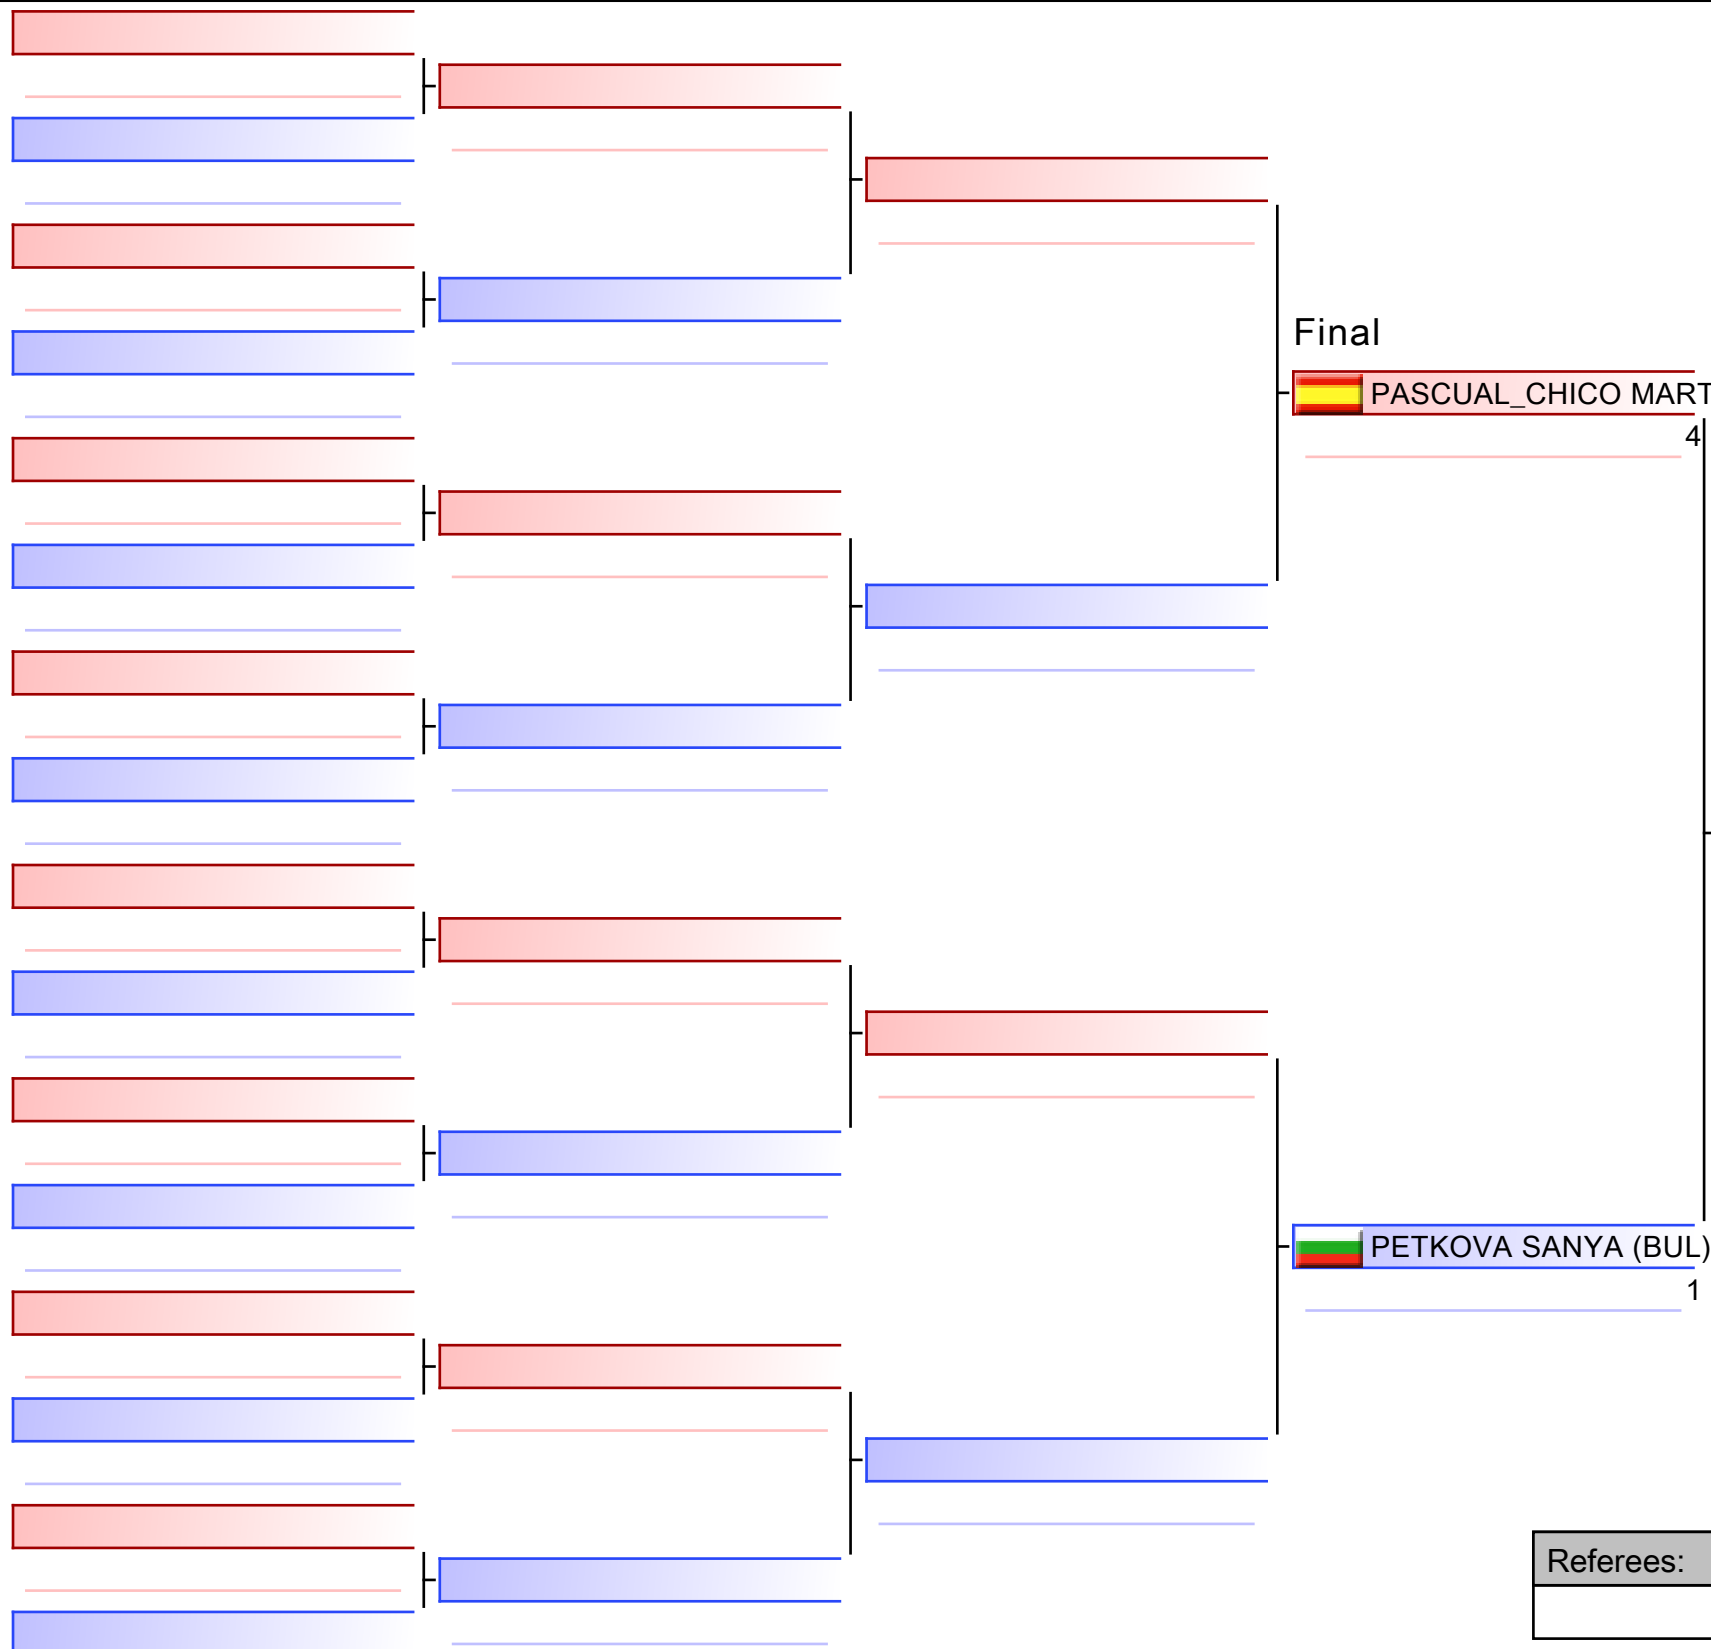 Final
PASCUAL_CHICO MART
4
PETKOVA SANYA (BUL)
1
Referees: